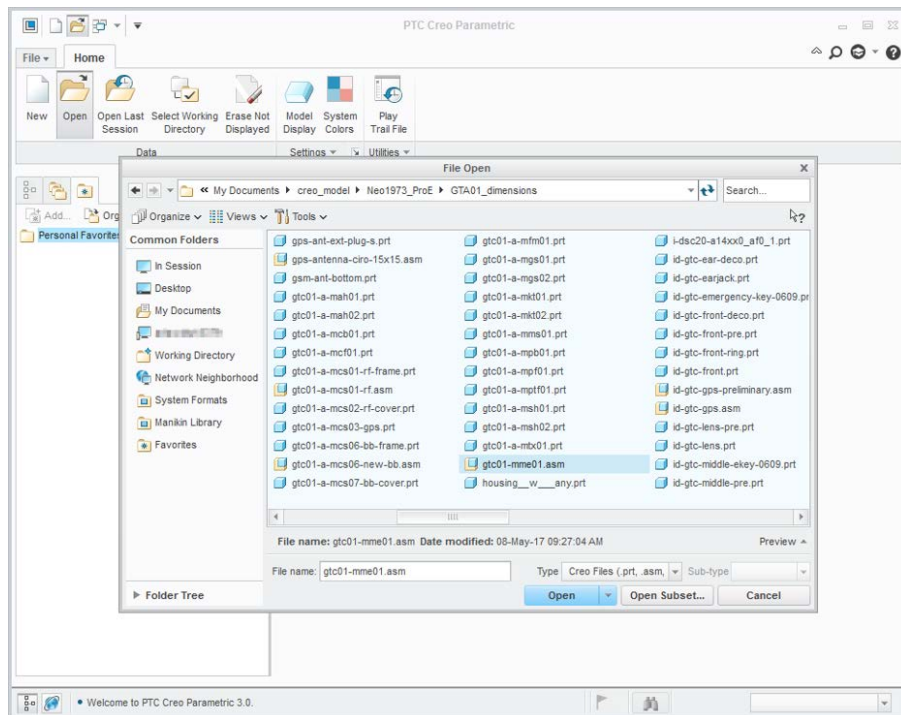 PTC Creo Parametric
File Home
New Open Open Last Session Select Working Directory Erase Not Displayed Model Display System Colors Play Trail File
Data Settings Utilities
File Open
« My Documents creo_model Neo1973_ProE GTA01_dimensions Search...
Add... Org Organize Views Tools
Personal Favorites
Common Folders
In Session
Desktop
My Documents
Working Directory
Network Neighborhood
System Formats
Manikin Library
Favorites
Folder Tree
gps-ant-ext-plug-s.prt
gps-antenna-ciro-15x15.asm
gsm-ant-bottom.prt
gtc01-a-mah01.prt
gtc01-a-mah02.prt
gtc01-a-mcb01.prt
gtc01-a-mcf01.prt
gtc01-a-mcs01-rf-frame.prt
gtc01-a-mcs01-rf.asm
gtc01-a-mcs02-rf-cover.prt
gtc01-a-mcs03-gps.prt
gtc01-a-mcs06-bb-frame.prt
gtc01-a-mcs06-new-bb.asm
gtc01-a-mcs07-bb-cover.prt
gtc01-a-mfm01.prt
gtc01-a-mgs01.prt
gtc01-a-mgs02.prt
gtc01-a-mkt01.prt
gtc01-a-mkt02.prt
gtc01-a-mms01.prt
gtc01-a-mpb01.prt
gtc01-a-mpf01.prt
gtc01-a-mptf01.prt
gtc01-a-msh01.prt
gtc01-a-msh02.prt
gtc01-a-mtx01.prt
gtc01-mme01.asm
housing__w___any.prt
i-dsc20-a14xx0_af0_1.prt
id-gtc-ear-deco.prt
id-gtc-earjack.prt
id-gtc-emergency-key-0609.pr
id-gtc-front-deco.prt
id-gtc-front-pre.prt
id-gtc-front-ring.prt
id-gtc-front.prt
id-gtc-gps-preliminary.asm
id-gtc-gps.asm
id-gtc-lens-pre.prt
id-gtc-lens.prt
id-gtc-middle-ekey-0609.prt
id-gtc-middle-pre.prt
File name: gtc01-mme01.asm Date modified: 08-May-17 09:27:04 AM Preview
File name: gtc01-mme01.asm Type Creo Files (.prt, .asm, Sub-type
Open Open Subset... Cancel
• Welcome to PTC Creo Parametric 3.0.